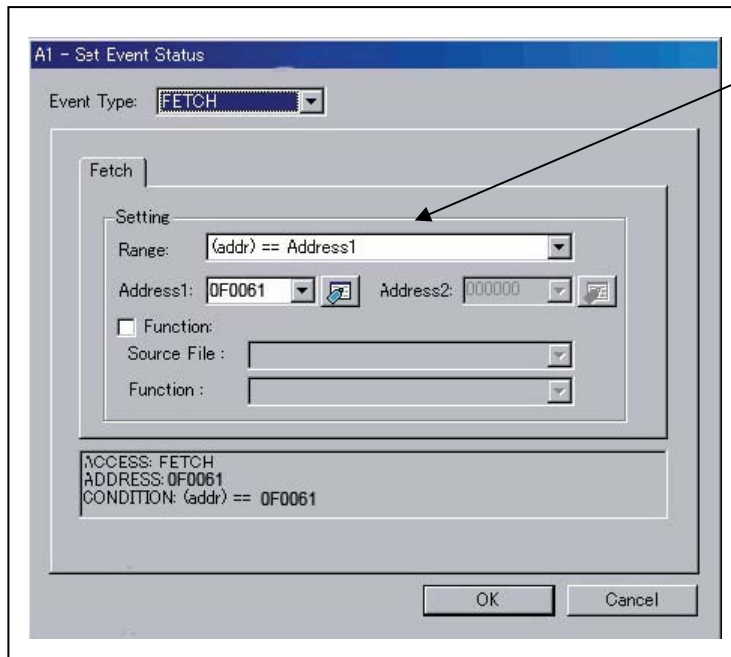 A1 - Set Event Status
Event Type: FETCH
Fetch
Setting
Range: (addr) == Address1
Address1: 0F0061 Address2: 000000
Function:
Source File :
Function :
ACCESS: FETCH
ADDRESS: 0F0061
CONDITION: (addr) == 0F0061
OK Cancel